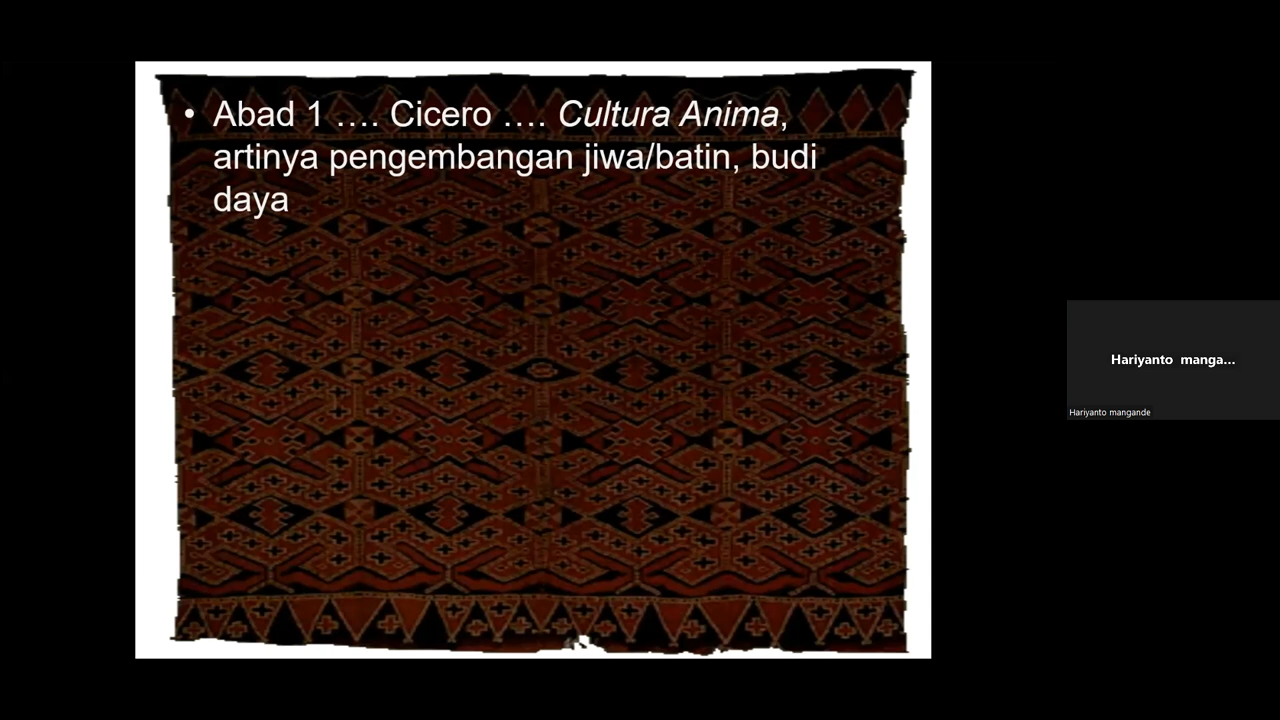 • Abad 1 …. Cicero …. Cultura Anima,
artinya pengembangan jiwa/batin, budi
daya
Hariyanto manga...
Hariyanto mangande